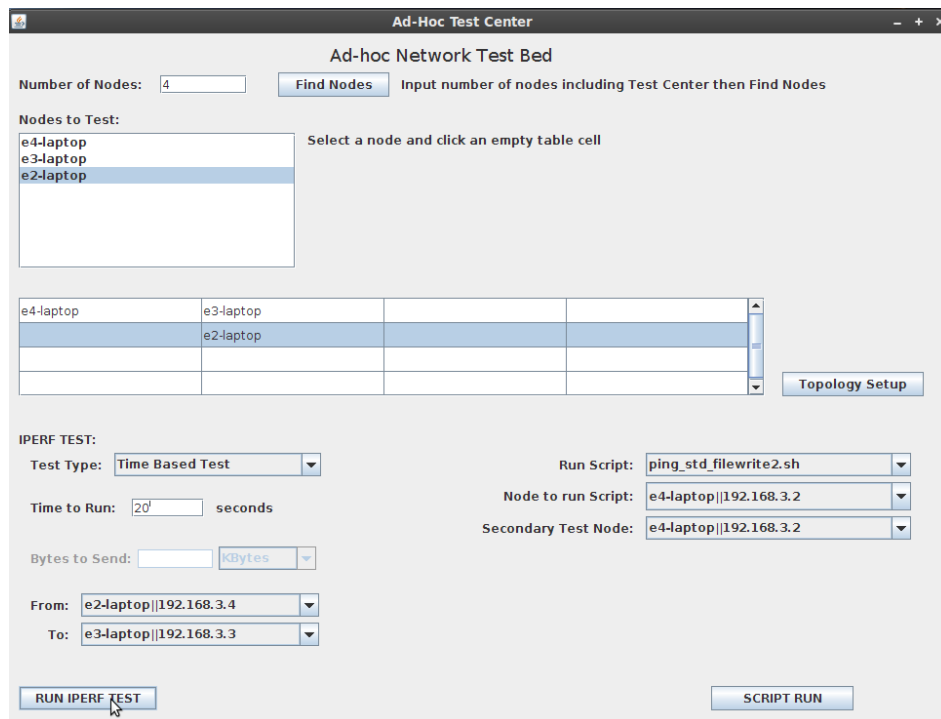 Ad-Hoc Test Center
Ad-hoc Network Test Bed
Number of Nodes: 4 Find Nodes Input number of nodes including Test Center then Find Nodes
Nodes to Test:
e4-laptop
e3-laptop
e2-laptop
Select a node and click an empty table cell
e4-laptop e3-laptop
e2-laptop
Topology Setup
IPERF TEST:
Test Type: Time Based Test
Time to Run: 20 seconds
Bytes to Send: KBytes
From: e2-laptop||192.168.3.4
To: e3-laptop||192.168.3.3
Run Script: ping_std_filewrite2.sh
Node to run Script: e4-laptop||192.168.3.2
Secondary Test Node: e4-laptop||192.168.3.2
RUN IPERF TEST
SCRIPT RUN